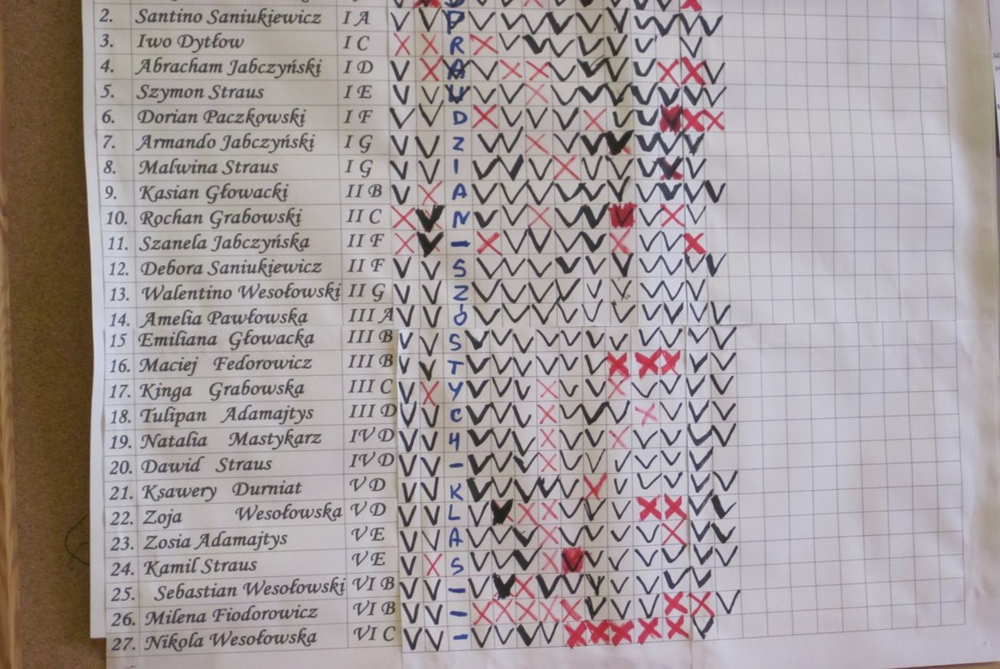 2. Santino Saniukiewicz I A V V P V V V V V V V V V V
3. Iwo Dytłow I C X X R X V V V V V V V
4. Abracham Jabczyński I D V X A V X X V V V V X X V
5. Szymon Straus I E V V U V V X V V V V V V V
6. Dorian Paczkowski I F V V D X V V V X V V V X X
7. Armando Jabczyński I G V V Z V V X V V V V V V
8. Malwina Straus I G V V I V V V X V V V V V
9. Kasian Głowacki II B V X A V V V V V V V V V V
10. Rochan Grabowski II C X V N V V X V V V V X V
11. Szanela Jabczyńska II F X V – X V V V V X V V X
12. Debora Saniukiewicz II F V V S V V V V V V V V V V
13. Walentino Wesołowski II G V V Z V V V V V V V V V
14. Amelia Pawłowska III A V V Ó V V V V V V V V V V
15 Emiliana Głowacka III B V V S V V V V V V V V V V V
16. Maciej Fedorowicz III B V V T V V V V V V X X X V V
17. Kinga Grabowska III C V X Y V V V X V V X V V V V
18. Tulipan Adamajtys III D V V C V V V X V V V X V V V
19. Natalia Mastykarz IV D V V H V V V X V V X V V V V
20. Dawid Straus IV D V V – V V V X V V V V V V
21. Ksawery Durniat V D V V K V V V V V X V V V V V
22. Zoja Wesołowska V D V V L V V X X V V V X X V V
23. Zosia Adamajtys V E V V A V V V X V V V V X V V
24. Kamil Straus V E V X S V V V X V V V V V V V
25. Sebastian Wesołowski VI B V V – V V X V V V V V V V
26. Milena Fiodorowicz VI B V V – X X X X X V V V X X V
27. Nikola Wesołowska VI C V V – V V V V X X X X X V